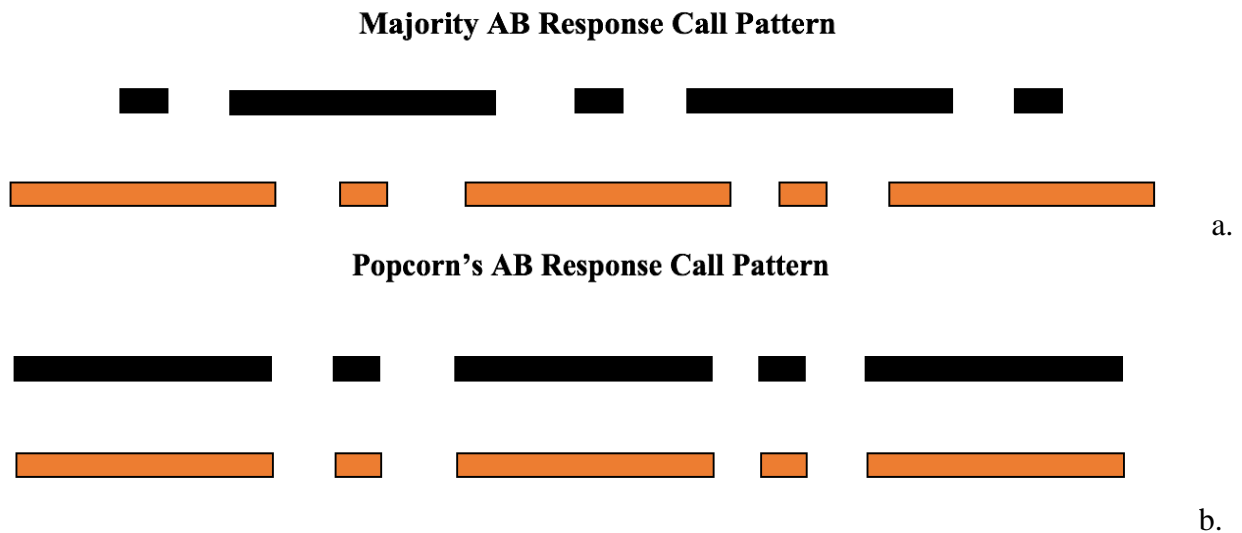 Majority AB Response Call Pattern
a.
Popcorn’s AB Response Call Pattern
b.